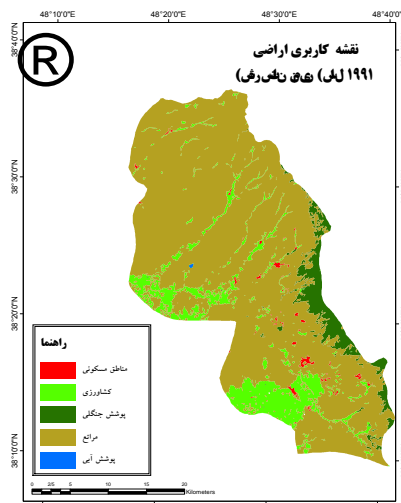 48°10'0"E 48°20'0"E 48°30'0"E 48°40'0"E
38°40'0"N
38°30'0"N
38°20'0"N
38°10'0"N
®
نقشه کاربری اراضی
1991
راهنما
مناطق مسکونی
کشاورزی
پوشش جنگلی
مراتع
پوشش آبی
0 2.5 5 10 15 20
Kilometers